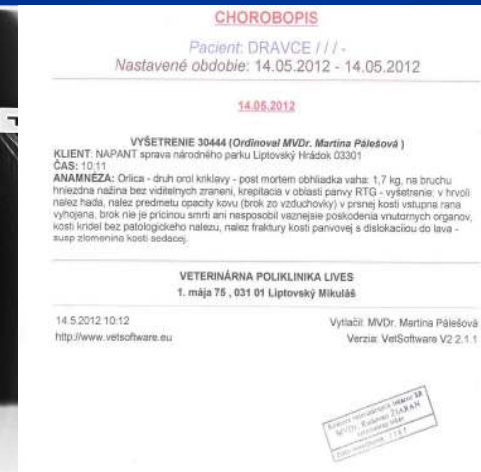 CHOROBOPIS
Pacient: DRAVCE / / / -
Nastavené obdobie: 14.05.2012 - 14.05.2012
14.05.2012
VYŠETRENIE 30444 (Ordinoval MVDr. Martina Pálešová )
KLIENT: NAPANT sprava národného parku Liptovský Hrádok 03301
ČAS: 10:11
ANAMNÉZA: Orlica - druh orol krikľavy - post mortem obhliadka vaha: 1,7 kg, na bruchu
hniezdna nažina bez viditelnych zraneni, krepitacia v oblasti panvy RTG - vyšetrenie: v hrvoli
nalez hada, nalez predmetu opacity kovu (brok zo vzduchovky) v prsnej kosti vstupna rana
vyhojena, brok nie je pricinou smrti ani nesposobil vaznejsie poskodenia vnutornych organov,
kosti kridel bez patologickeho nalezu, nalez fraktury kosti panvovej s dislokaciou do lava -
susp zlomenina kosti sedacej.
VETERINÁRNA POLIKLINIKA LIVES
1. mája 75 , 031 01 Liptovský Mikuláš
14.5.2012 10:12
Vytlačil: MVDr. Martina Pálešová
http://www.vetsoftware.eu
Verzia: VetSoftware V2.2.1.1